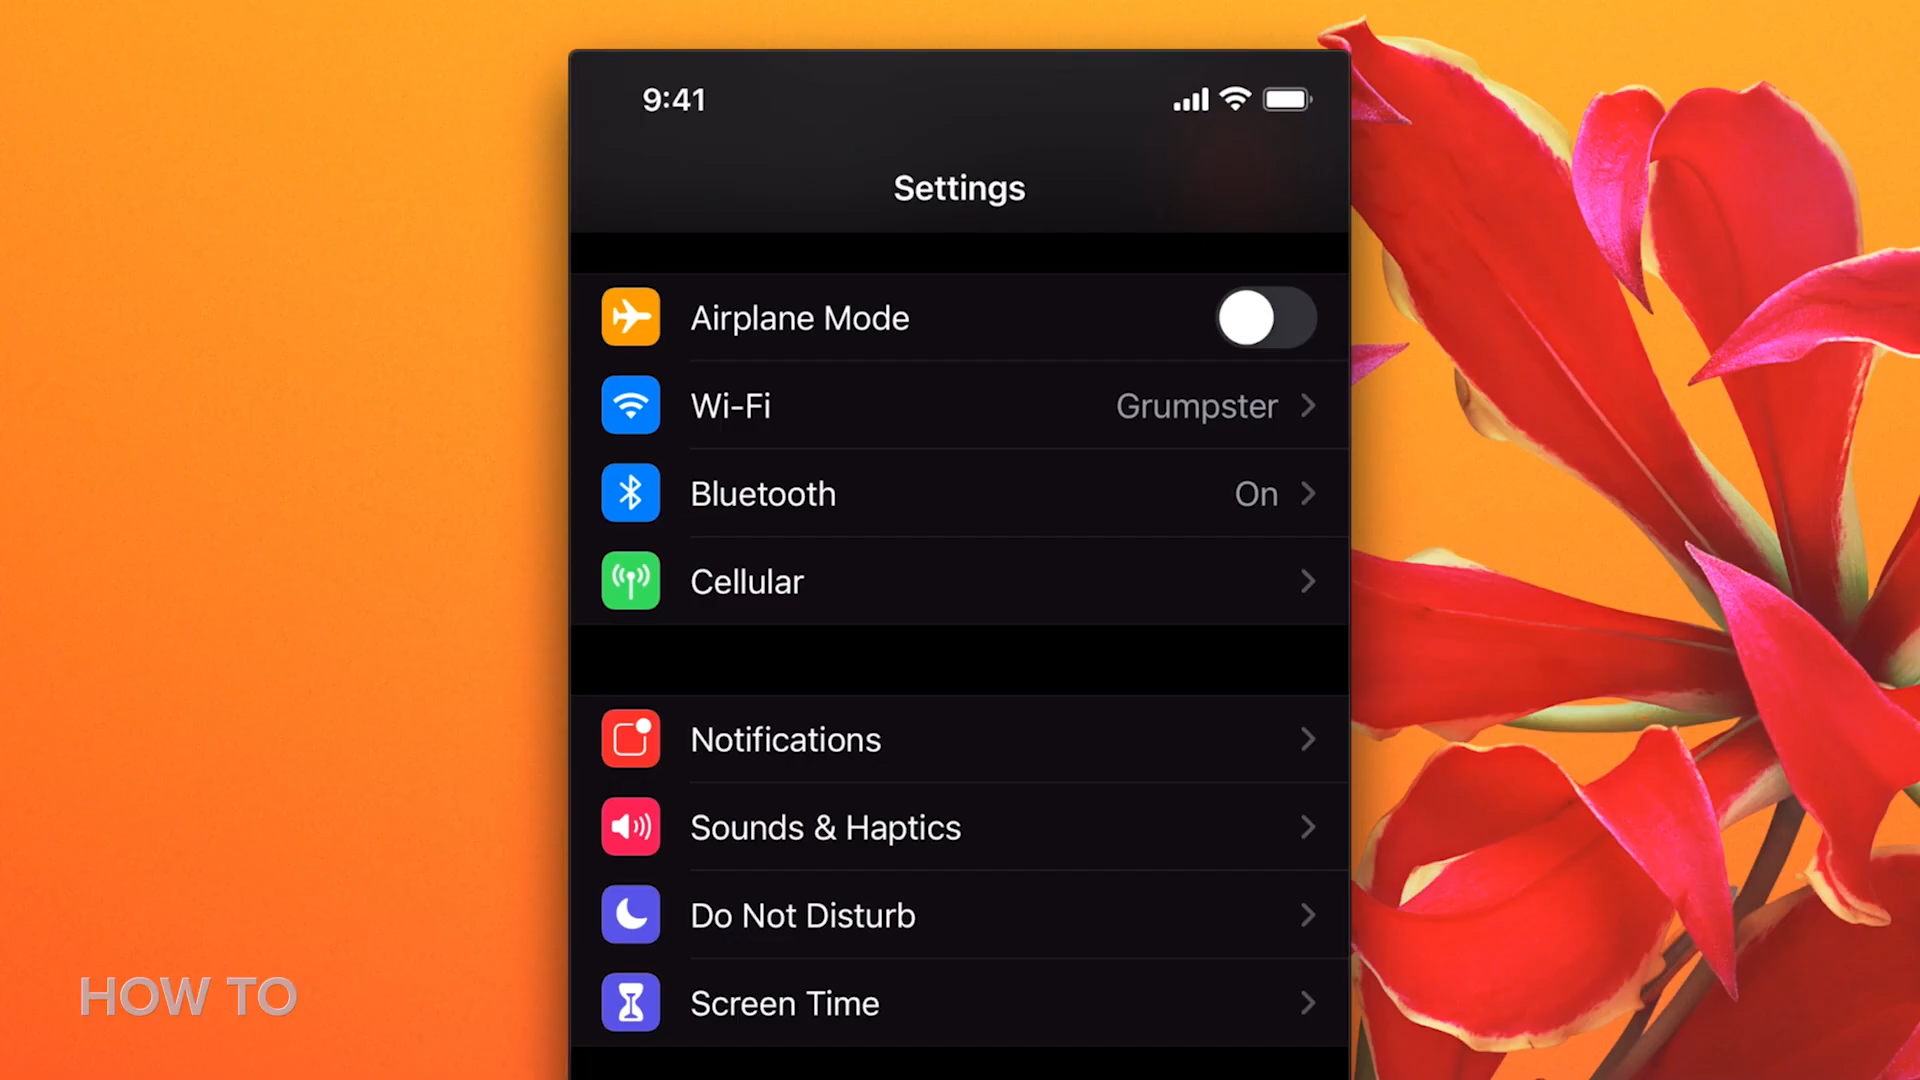 9:41
Settings
Airplane Mode
Wi-Fi Grumpster
Bluetooth On
Cellular
Notifications
Sounds & Haptics
Do Not Disturb
Screen Time
HOW TO